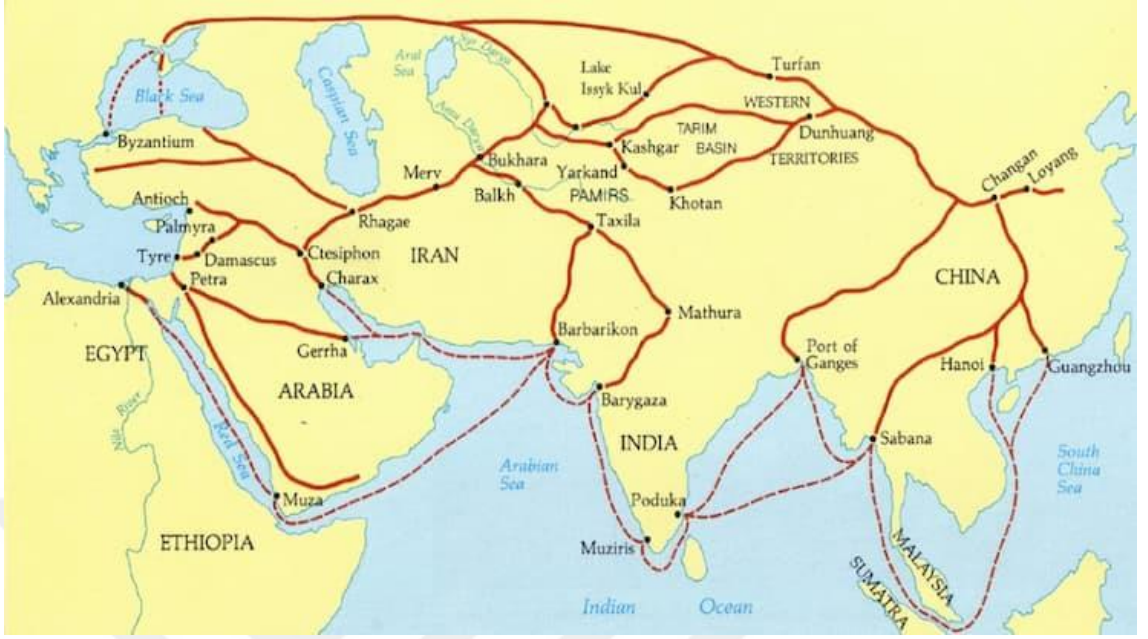 Black Sea
Caspian Sea
Aral
Sea
Syr Darya
Amu Darya
Lake
Issyk Kul
Turfan
WESTERN
Dunhuang
TERRITORIES
TARIM
BASIN
Byzantium
Kashgar
Bukhara
Yarkand
PAMIRS
Khotan
Merv
Balkh
Changan
Loyang
Antioch
Palmyra
Tyre
Damascus
Rhagae
Taxila
Ctesiphon
IRAN
Petra
Charax
CHINA
Alexandria
Mathura
EGYPT
Gerrha
Barbarikon
Port of
Ganges
Hanoi
Guangzhou
ARABIA
Barygaza
Nile
River
Red Sea
INDIA
Sabana
Arabian
Sea
South
China
Sea
Muza
Poduka
ETHIOPIA
Muziris
MALAYSIA
SUMATRA
Indian
Ocean